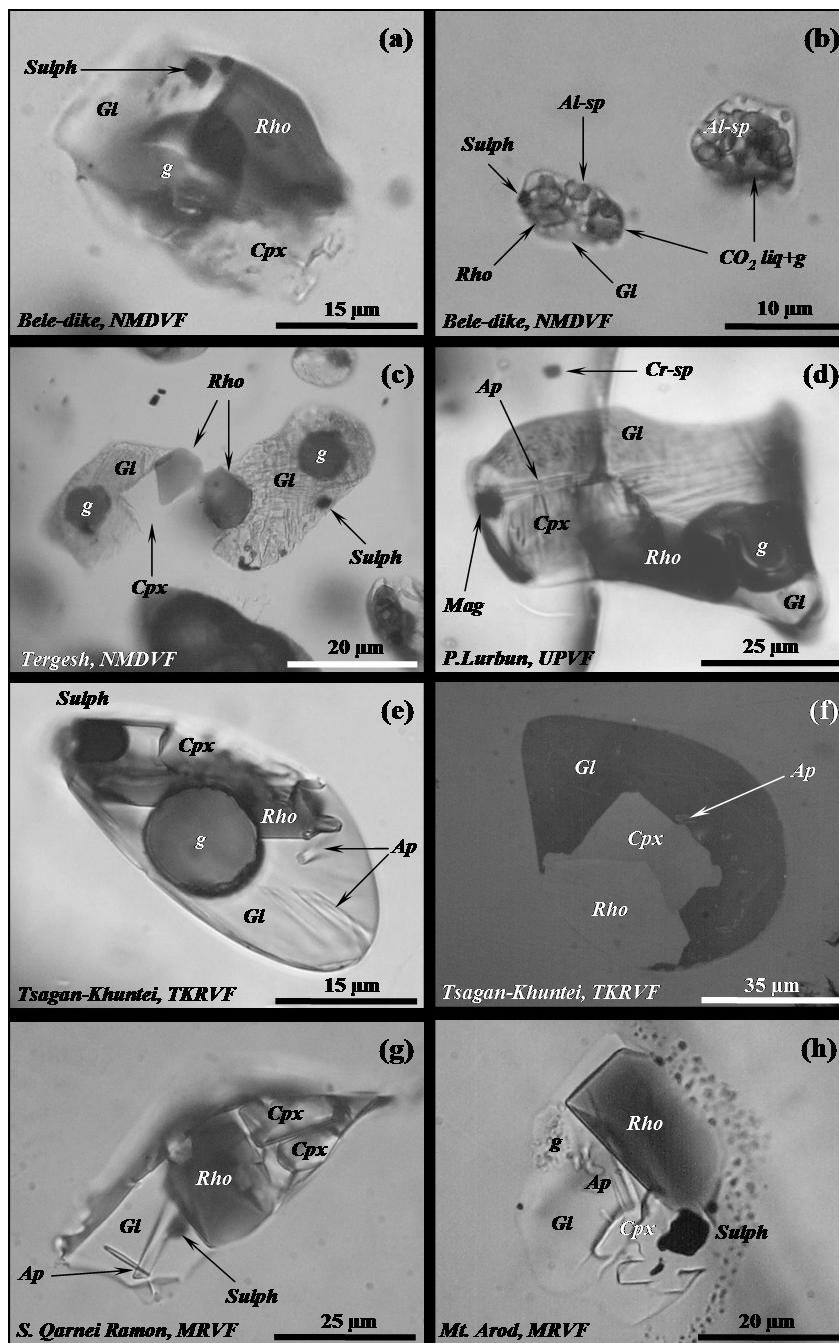 (a)
Sulph
Gl
Rho
g
Cpx
15 μm
Bele-dike, NMDVF
(b)
Al-sp
Al-sp
Sulph
Rho
Gl
CO2 liq+g
10 μm
Bele-dike, NMDVF
(c)
Rho
Gl
g
Gl
g
Cpx
Sulph
20 μm
Tergesh, NMDVF
(d)
Cr-sp
Ap
Gl
Cpx
Rho
g
Mag
Gl
25 μm
P.Lurbun, UPVF
(e)
Sulph
Cpx
Rho
g
Ap
Gl
15 μm
Tsagan-Khuntei, TKRVF
(f)
Gl
Ap
Cpx
Rho
35 μm
Tsagan-Khuntei, TKRVF
(g)
Cpx
Cpx
Rho
Gl
Ap
Sulph
25 μm
S. Qarnei Ramon, MRVF
(h)
Rho
g
Ap
Gl
Cpx
Sulph
20 μm
Mt. Arod, MRVF